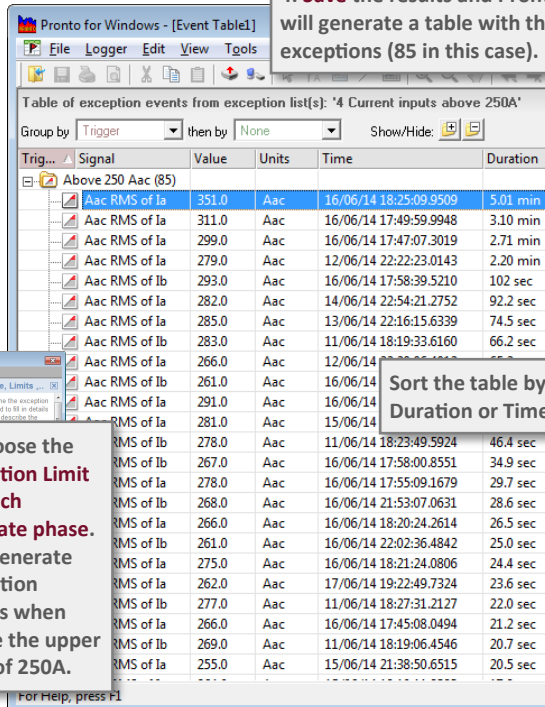 4. Save the results and Pronto
will generate a table with th
exceptions (85 in this case).
Pronto for Windows - [Event Table1]
File Logger Edit View Tools
Table of exception events from exception list(s): '4 Current inputs above 250A'
Group by Trigger then by None Show/Hide:
Trig... Signal Value Units Time Duration
Above 250 Aac (85)
Aac RMS of Ia 351.0 Aac 16/06/14 18:25:09.9509 5.01 min
Aac RMS of Ia 311.0 Aac 16/06/14 17:49:59.9948 3.10 min
Aac RMS of Ia 299.0 Aac 16/06/14 17:47:07.3019 2.71 min
Aac RMS of Ia 279.0 Aac 12/06/14 22:22:23.0143 2.20 min
Aac RMS of Ib 293.0 Aac 16/06/14 17:58:39.5210 102 sec
Aac RMS of Ia 282.0 Aac 14/06/14 22:54:21.2752 92.2 sec
Aac RMS of Ia 285.0 Aac 13/06/14 22:16:15.6339 74.5 sec
Aac RMS of Ib 283.0 Aac 11/06/14 18:19:33.6160 66.2 sec
Aac RMS of Ia 266.0 Aac 12/06/14
Aac RMS of Ib 261.0 Aac 16/06/14
Aac RMS of Ia 291.0 Aac 16/06/14
Aac RMS of Ia 281.0 Aac 15/06/14
RMS of Ib 278.0 Aac 11/06/14 18:23:49.5924 46.4 sec
RMS of Ib 267.0 Aac 16/06/14 17:58:00.8551 34.9 sec
RMS of Ia 278.0 Aac 16/06/14 17:55:09.1679 29.7 sec
RMS of Ib 268.0 Aac 16/06/14 21:53:07.0631 28.6 sec
RMS of Ia 266.0 Aac 16/06/14 18:20:24.2614 26.5 sec
RMS of Ib 261.0 Aac 16/06/14 22:02:36.4842 25.0 sec
RMS of Ia 275.0 Aac 16/06/14 18:21:24.0806 24.4 sec
RMS of Ia 262.0 Aac 17/06/14 19:22:49.7324 23.6 sec
RMS of Ib 277.0 Aac 11/06/14 18:27:31.2127 22.0 sec
RMS of Ia 266.0 Aac 16/06/14 17:45:08.0494 21.2 sec
RMS of Ib 269.0 Aac 11/06/14 18:19:06.4546 20.7 sec
RMS of Ia 255.0 Aac 15/06/14 21:38:50.6515 20.5 sec
Sort the table by
Duration or Time
e, Limits ,..
ne the exception
d to fill in details
describe the
ose the
tion Limit
ch
ate phase.
enerate
tion
s when
e the upper
of 250A.
For Help, press F1